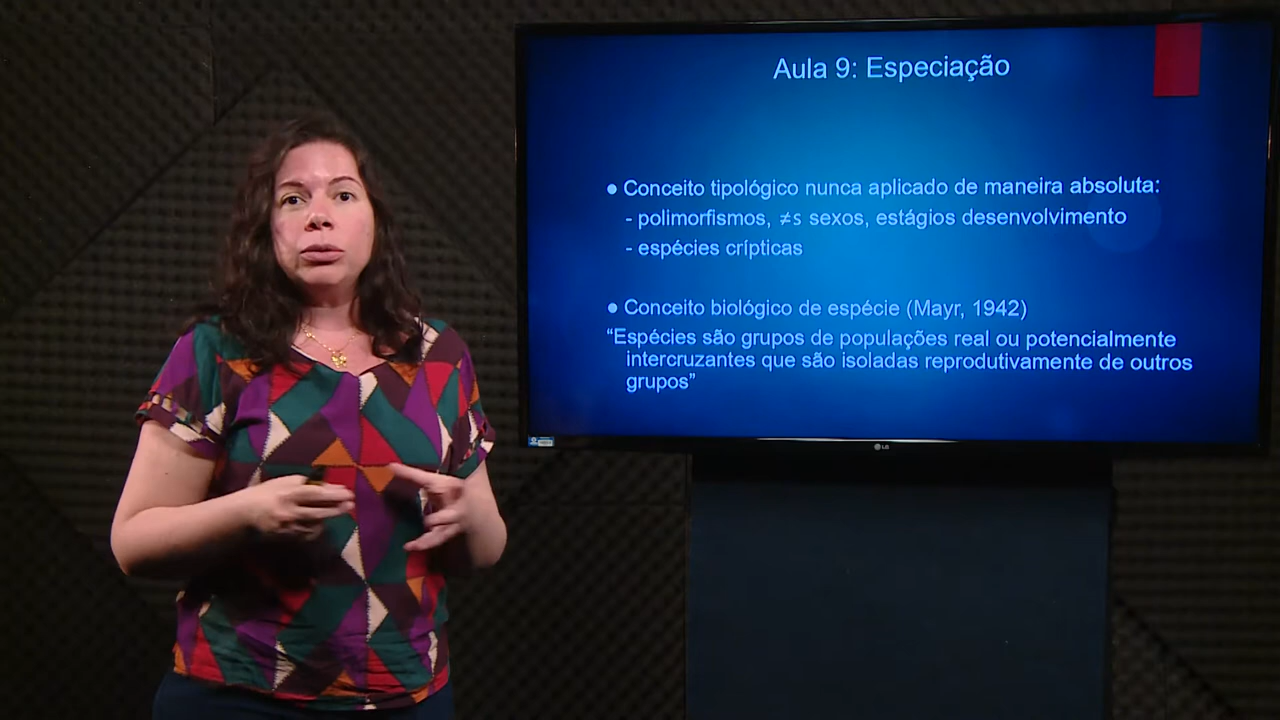 Aula 9: Especiação
● Conceito tipológico nunca aplicado de maneira absoluta:
- polimorfismos, ≠s sexos, estágios desenvolvimento
- espécies crípticas
● Conceito biológico de espécie (Mayr, 1942)
“Espécies são grupos de populações real ou potencialmente
intercruzantes que são isoladas reprodutivamente de outros
grupos”
LG